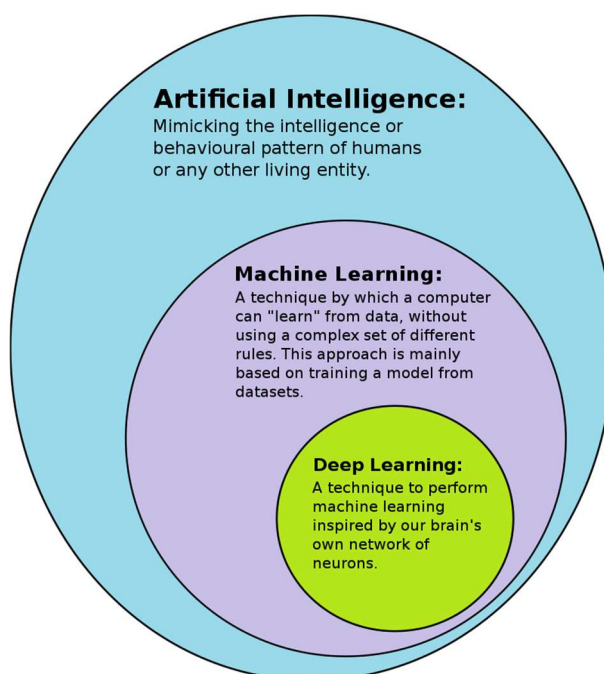 Artificial Intelligence:
Mimicking the intelligence or
behavioural pattern of humans
or any other living entity.
Machine Learning:
A technique by which a computer
can "learn" from data, without
using a complex set of different
rules. This approach is mainly
based on training a model from
datasets.
Deep Learning:
A technique to perform
machine learning
inspired by our brain's
own network of
neurons.